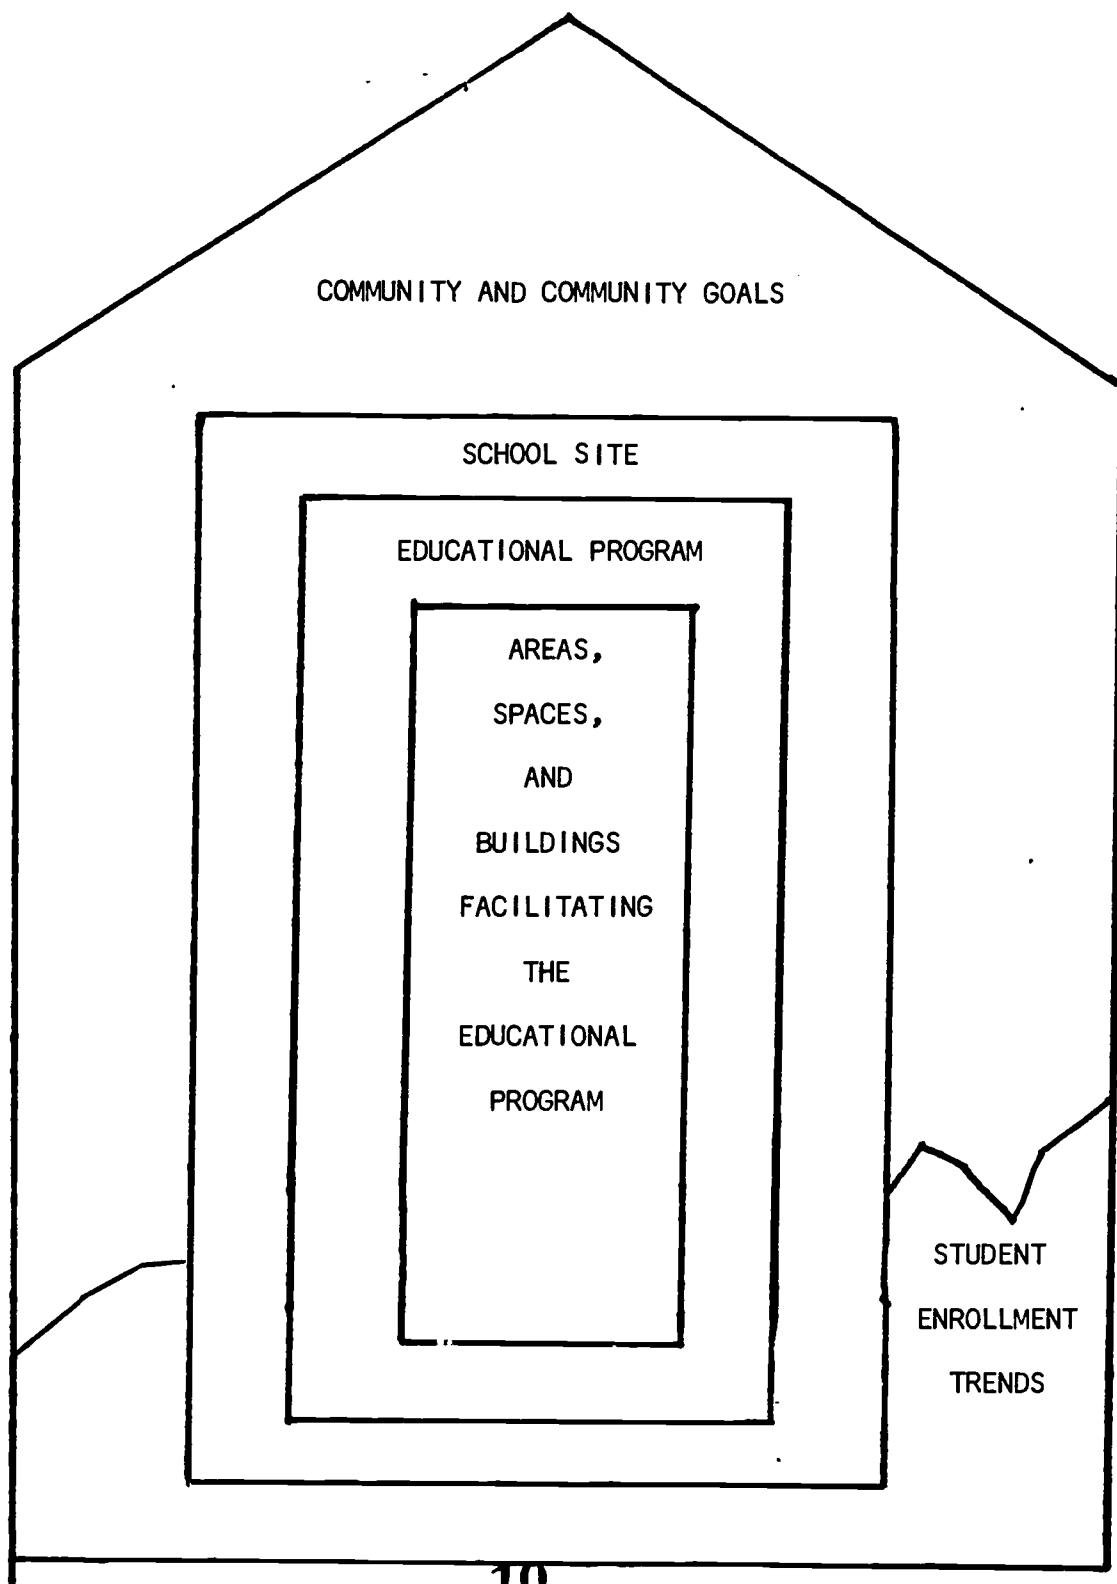 COMMUNITY AND COMMUNITY GOALS
SCHOOL SITE
EDUCATIONAL PROGRAM
AREAS,
SPACES,
AND
BUILDINGS
FACILITATING
THE
EDUCATIONAL
PROGRAM
STUDENT
ENROLLMENT
TRENDS
10